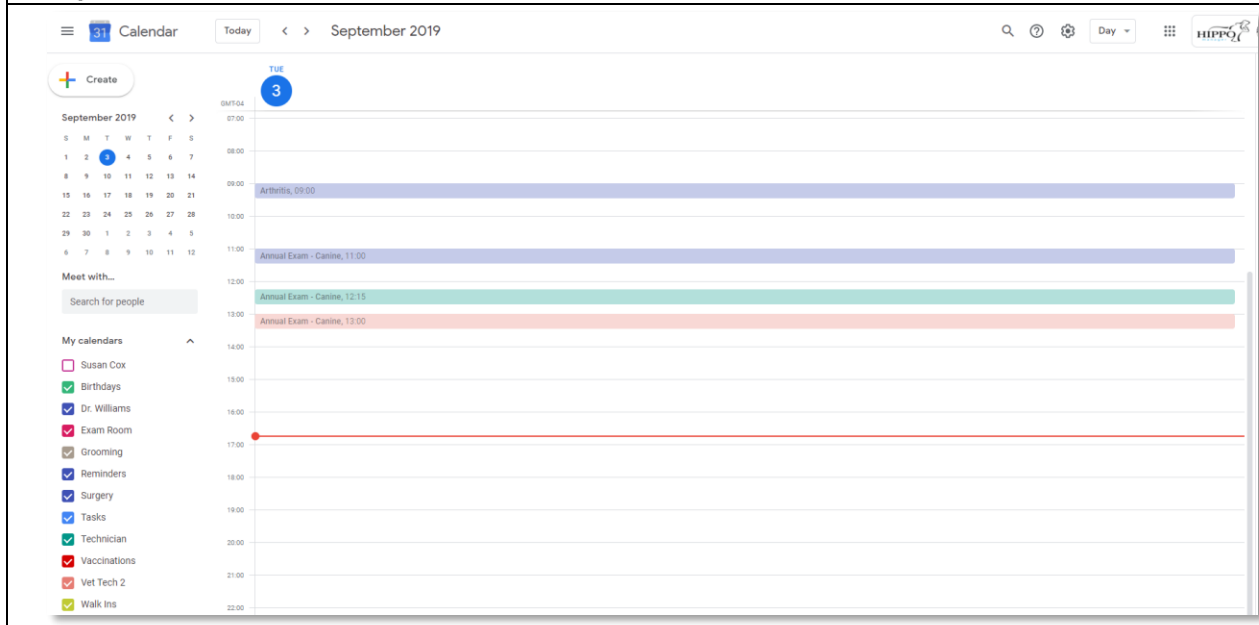 31 Calendar Today September 2019 Day HIPPO
Create
TUE
3
GMT-04
September 2019
S M T W T F S
1 2 3 4 5 6 7
8 9 10 11 12 13 14
15 16 17 18 19 20 21
22 23 24 25 26 27 28
29 30 1 2 3 4 5
6 7 8 9 10 11 12
Meet with...
Search for people
My calendars
Susan Cox
Birthdays
Dr. Williams
Exam Room
Grooming
Reminders
Surgery
Tasks
Technician
Vaccinations
Vet Tech 2
Walk Ins
07:00
08:00
09:00
Arthritis, 09:00
10:00
11:00
Annual Exam - Canine, 11:00
12:00
Annual Exam - Canine, 12:15
13:00
Annual Exam - Canine, 13:00
14:00
15:00
16:00
17:00
18:00
19:00
20:00
21:00
22:00